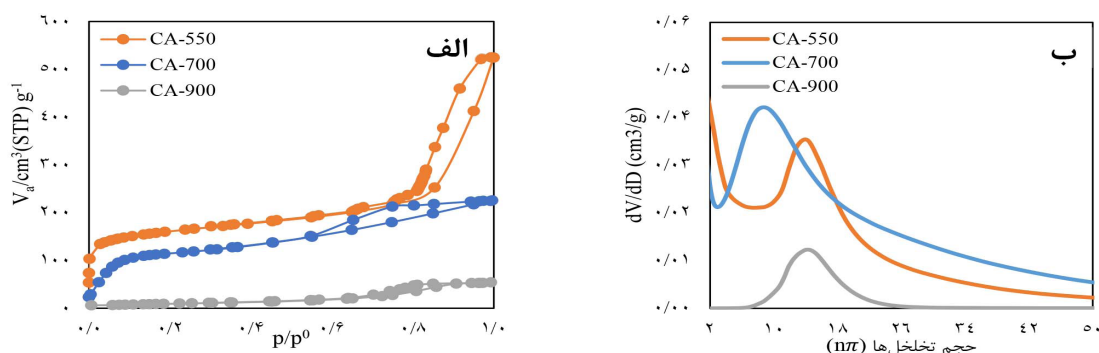 الف
CA-550
CA-700
CA-900
Vₐ/cm³(STP) g⁻¹
۶۰۰
۵۰۰
۴۰۰
۳۰۰
۲۰۰
۱۰۰
۰
۰/۰ ۰/۲ ۰/۴ ۰/۶ ۰/۸ ۱/۰
p/p⁰
ب
CA-550
CA-700
CA-900
dV/dD (cm3/g)
۰/۰۶
۰/۰۵
۰/۰۴
۰/۰۳
۰/۰۲
۰/۰۱
۰/۰۰
۲ ۱۰ ۱۸ ۲۶ ۳۴ ۴۲ ۵۰
حجم تخلخل‌ها (nπ)